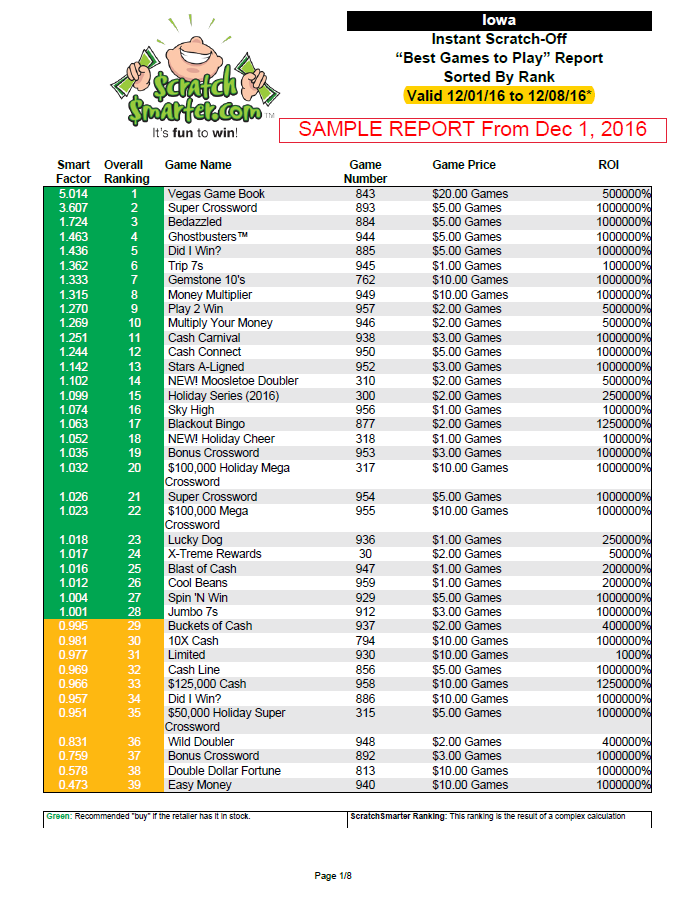 Scratch
Smarter.com TM
It's fun to win!
Iowa
Instant Scratch-Off
“Best Games to Play” Report
Sorted By Rank
Valid 12/01/16 to 12/08/16*
SAMPLE REPORT From Dec 1, 2016
Smart Factor Overall Ranking Game Name Game Number Game Price ROI
5.014 1 Vegas Game Book 843 $20.00 Games 500000%
3.607 2 Super Crossword 893 $5.00 Games 1000000%
1.724 3 Bedazzled 884 $5.00 Games 1000000%
1.463 4 Ghostbusters™ 944 $5.00 Games 1000000%
1.436 5 Did I Win? 885 $5.00 Games 1000000%
1.362 6 Trip 7s 945 $1.00 Games 100000%
1.333 7 Gemstone 10's 762 $10.00 Games 1000000%
1.315 8 Money Multiplier 949 $10.00 Games 1000000%
1.270 9 Play 2 Win 957 $2.00 Games 500000%
1.269 10 Multiply Your Money 946 $2.00 Games 500000%
1.251 11 Cash Carnival 938 $3.00 Games 1000000%
1.244 12 Cash Connect 950 $5.00 Games 1000000%
1.142 13 Stars A-Ligned 952 $3.00 Games 1000000%
1.102 14 NEW! Moosletoe Doubler 310 $2.00 Games 500000%
1.099 15 Holiday Series (2016) 300 $2.00 Games 250000%
1.074 16 Sky High 956 $1.00 Games 100000%
1.063 17 Blackout Bingo 877 $2.00 Games 1250000%
1.052 18 NEW! Holiday Cheer 318 $1.00 Games 100000%
1.035 19 Bonus Crossword 953 $3.00 Games 1000000%
1.032 20 $100,000 Holiday Mega 317 $10.00 Games 1000000%
Crossword
1.026 21 Super Crossword 954 $5.00 Games 1000000%
1.023 22 $100,000 Mega 955 $10.00 Games 1000000%
Crossword
1.018 23 Lucky Dog 936 $1.00 Games 250000%
1.017 24 X-Treme Rewards 30 $2.00 Games 50000%
1.016 25 Blast of Cash 947 $1.00 Games 200000%
1.012 26 Cool Beans 959 $1.00 Games 200000%
1.004 27 Spin 'N Win 929 $5.00 Games 1000000%
1.001 28 Jumbo 7s 912 $3.00 Games 1000000%
0.995 29 Buckets of Cash 937 $2.00 Games 400000%
0.981 30 10X Cash 794 $10.00 Games 1000000%
0.977 31 Limited 930 $10.00 Games 1000%
0.969 32 Cash Line 856 $5.00 Games 1000000%
0.966 33 $125,000 Cash 958 $10.00 Games 1250000%
0.957 34 Did I Win? 886 $10.00 Games 1000000%
0.951 35 $50,000 Holiday Super 315 $5.00 Games 1000000%
Crossword
0.831 36 Wild Doubler 948 $2.00 Games 400000%
0.759 37 Bonus Crossword 892 $3.00 Games 1000000%
0.578 38 Double Dollar Fortune 813 $10.00 Games 1000000%
0.473 39 Easy Money 940 $10.00 Games 1000000%
Green: Recommended "buy" if the retailer has it in stock.
ScratchSmarter Ranking: This ranking is the result of a complex calculation
Page 1/8